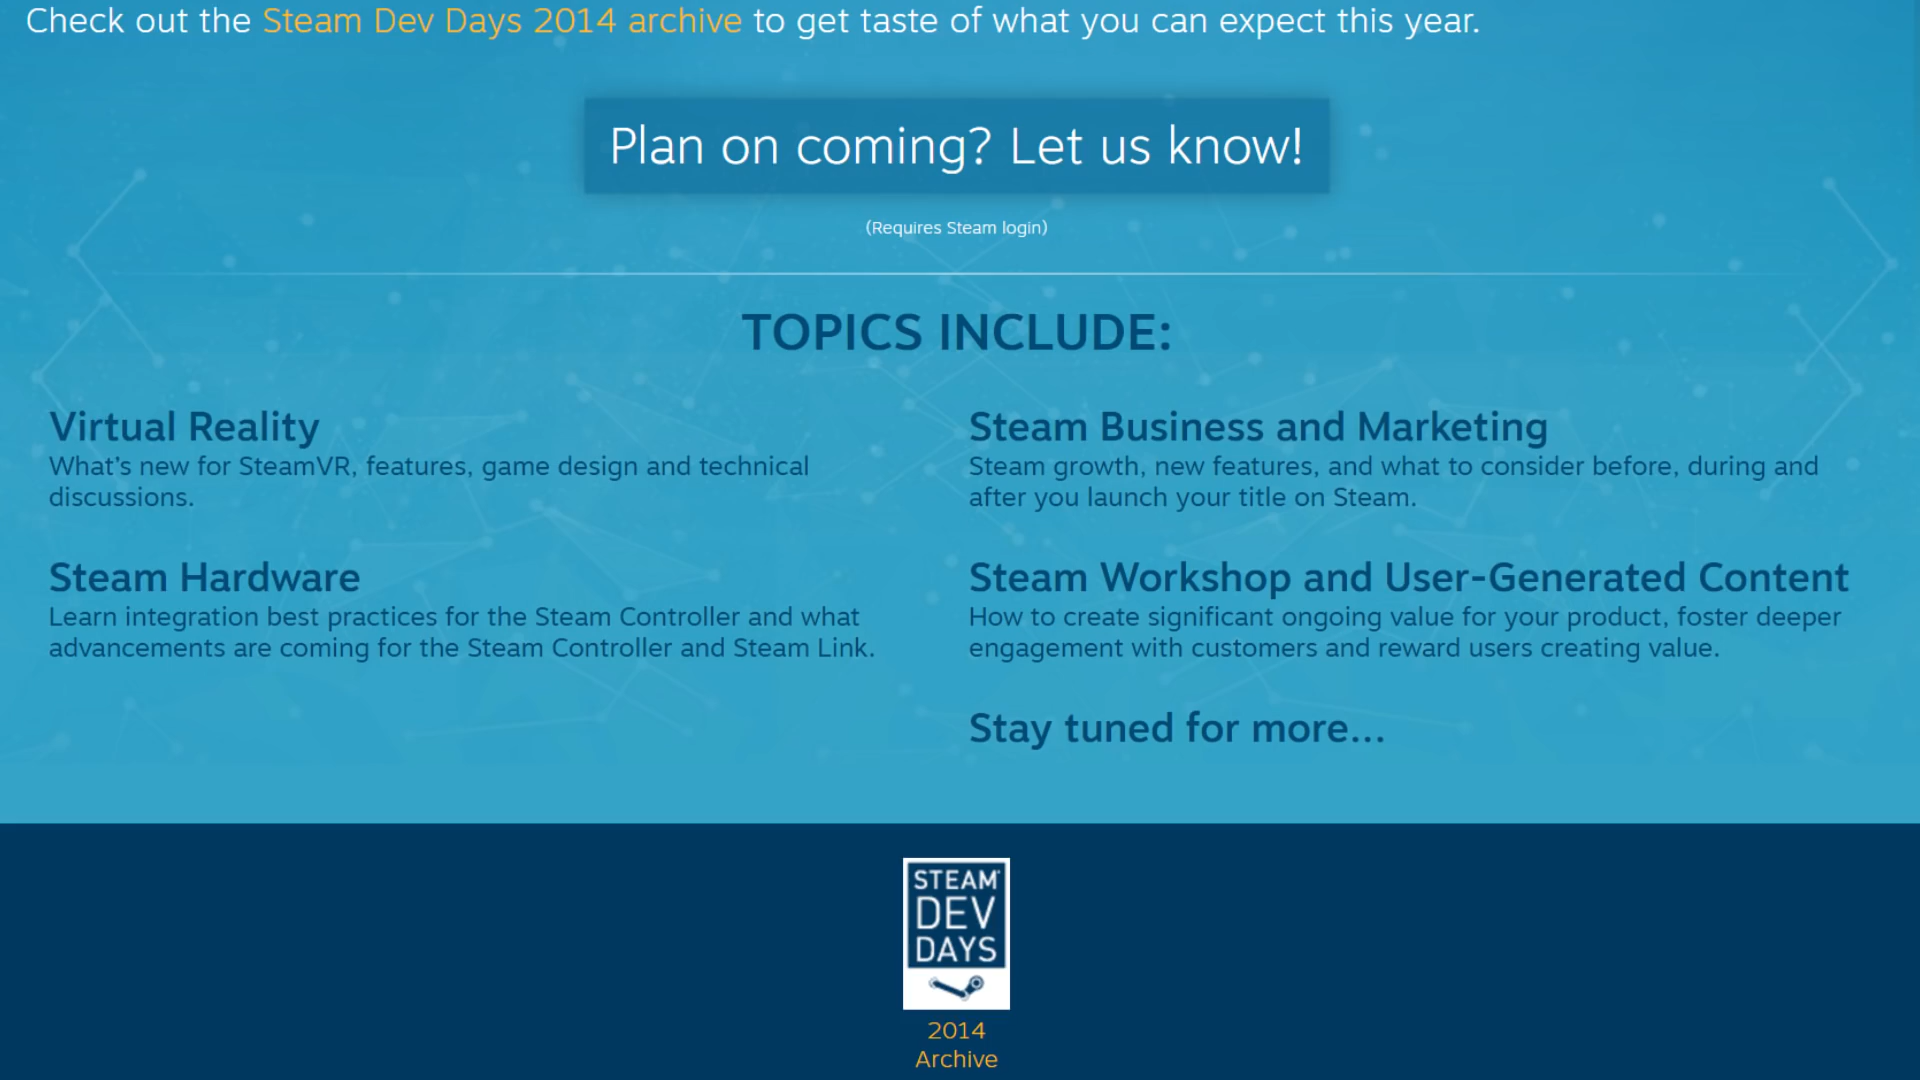 Check out the Steam Dev Days 2014 archive to get taste of what you can expect this year.
Plan on coming? Let us know!
(Requires Steam login)
TOPICS INCLUDE:
Virtual Reality
What's new for SteamVR, features, game design and technical
discussions.
Steam Hardware
Learn integration best practices for the Steam Controller and what
advancements are coming for the Steam Controller and Steam Link.
Steam Business and Marketing
Steam growth, new features, and what to consider before, during and
after you launch your title on Steam.
Steam Workshop and User-Generated Content
How to create significant ongoing value for your product, foster deeper
engagement with customers and reward users creating value.
Stay tuned for more...
STEAM
DEV
DAYS
2014
Archive